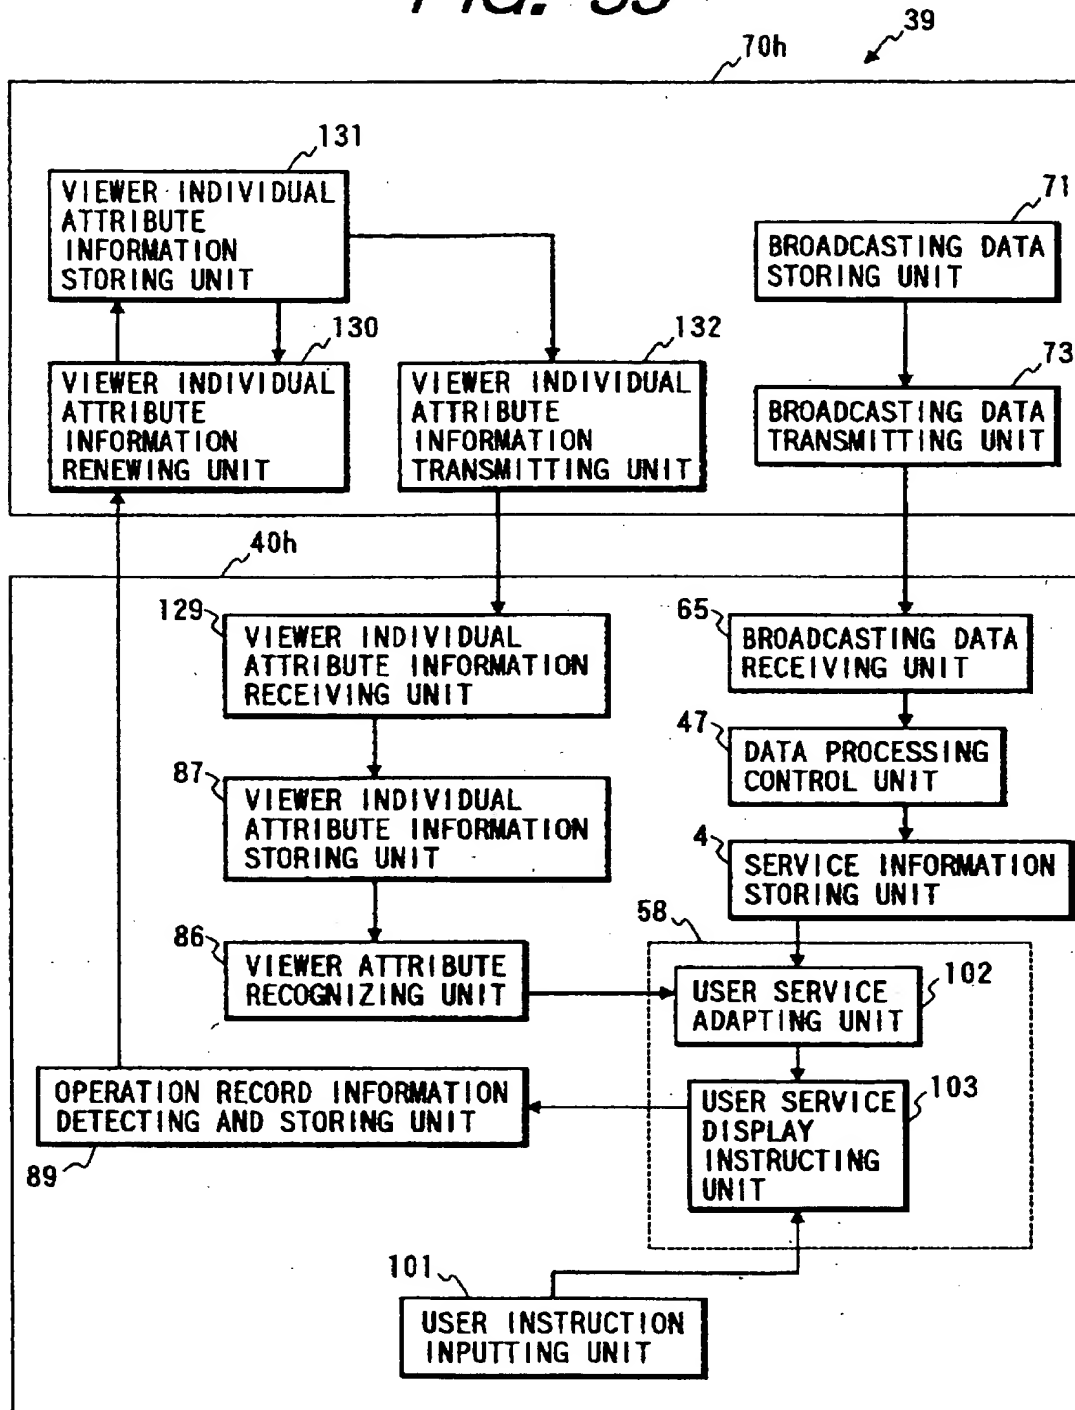 39
70h
131
VIEWER INDIVIDUAL
ATTRIBUTE
INFORMATION
STORING UNIT
71
BROADCASTING DATA
STORING UNIT
130
VIEWER INDIVIDUAL
ATTRIBUTE
INFORMATION
RENEWING UNIT
132
VIEWER INDIVIDUAL
ATTRIBUTE
INFORMATION
TRANSMITTING UNIT
73
BROADCASTING DATA
TRANSMITTING UNIT
40h
129
VIEWER INDIVIDUAL
ATTRIBUTE INFORMATION
RECEIVING UNIT
65
BROADCASTING DATA
RECEIVING UNIT
47
DATA PROCESSING
CONTROL UNIT
87
VIEWER INDIVIDUAL
ATTRIBUTE INFORMATION
STORING UNIT
4
SERVICE INFORMATION
STORING UNIT
58
86
VIEWER ATTRIBUTE
RECOGNIZING UNIT
102
USER SERVICE
ADAPTING UNIT
OPERATION RECORD INFORMATION
DETECTING AND STORING UNIT
89
103
USER SERVICE
DISPLAY
INSTRUCTING
UNIT
101
USER INSTRUCTION
INPUTTING UNIT